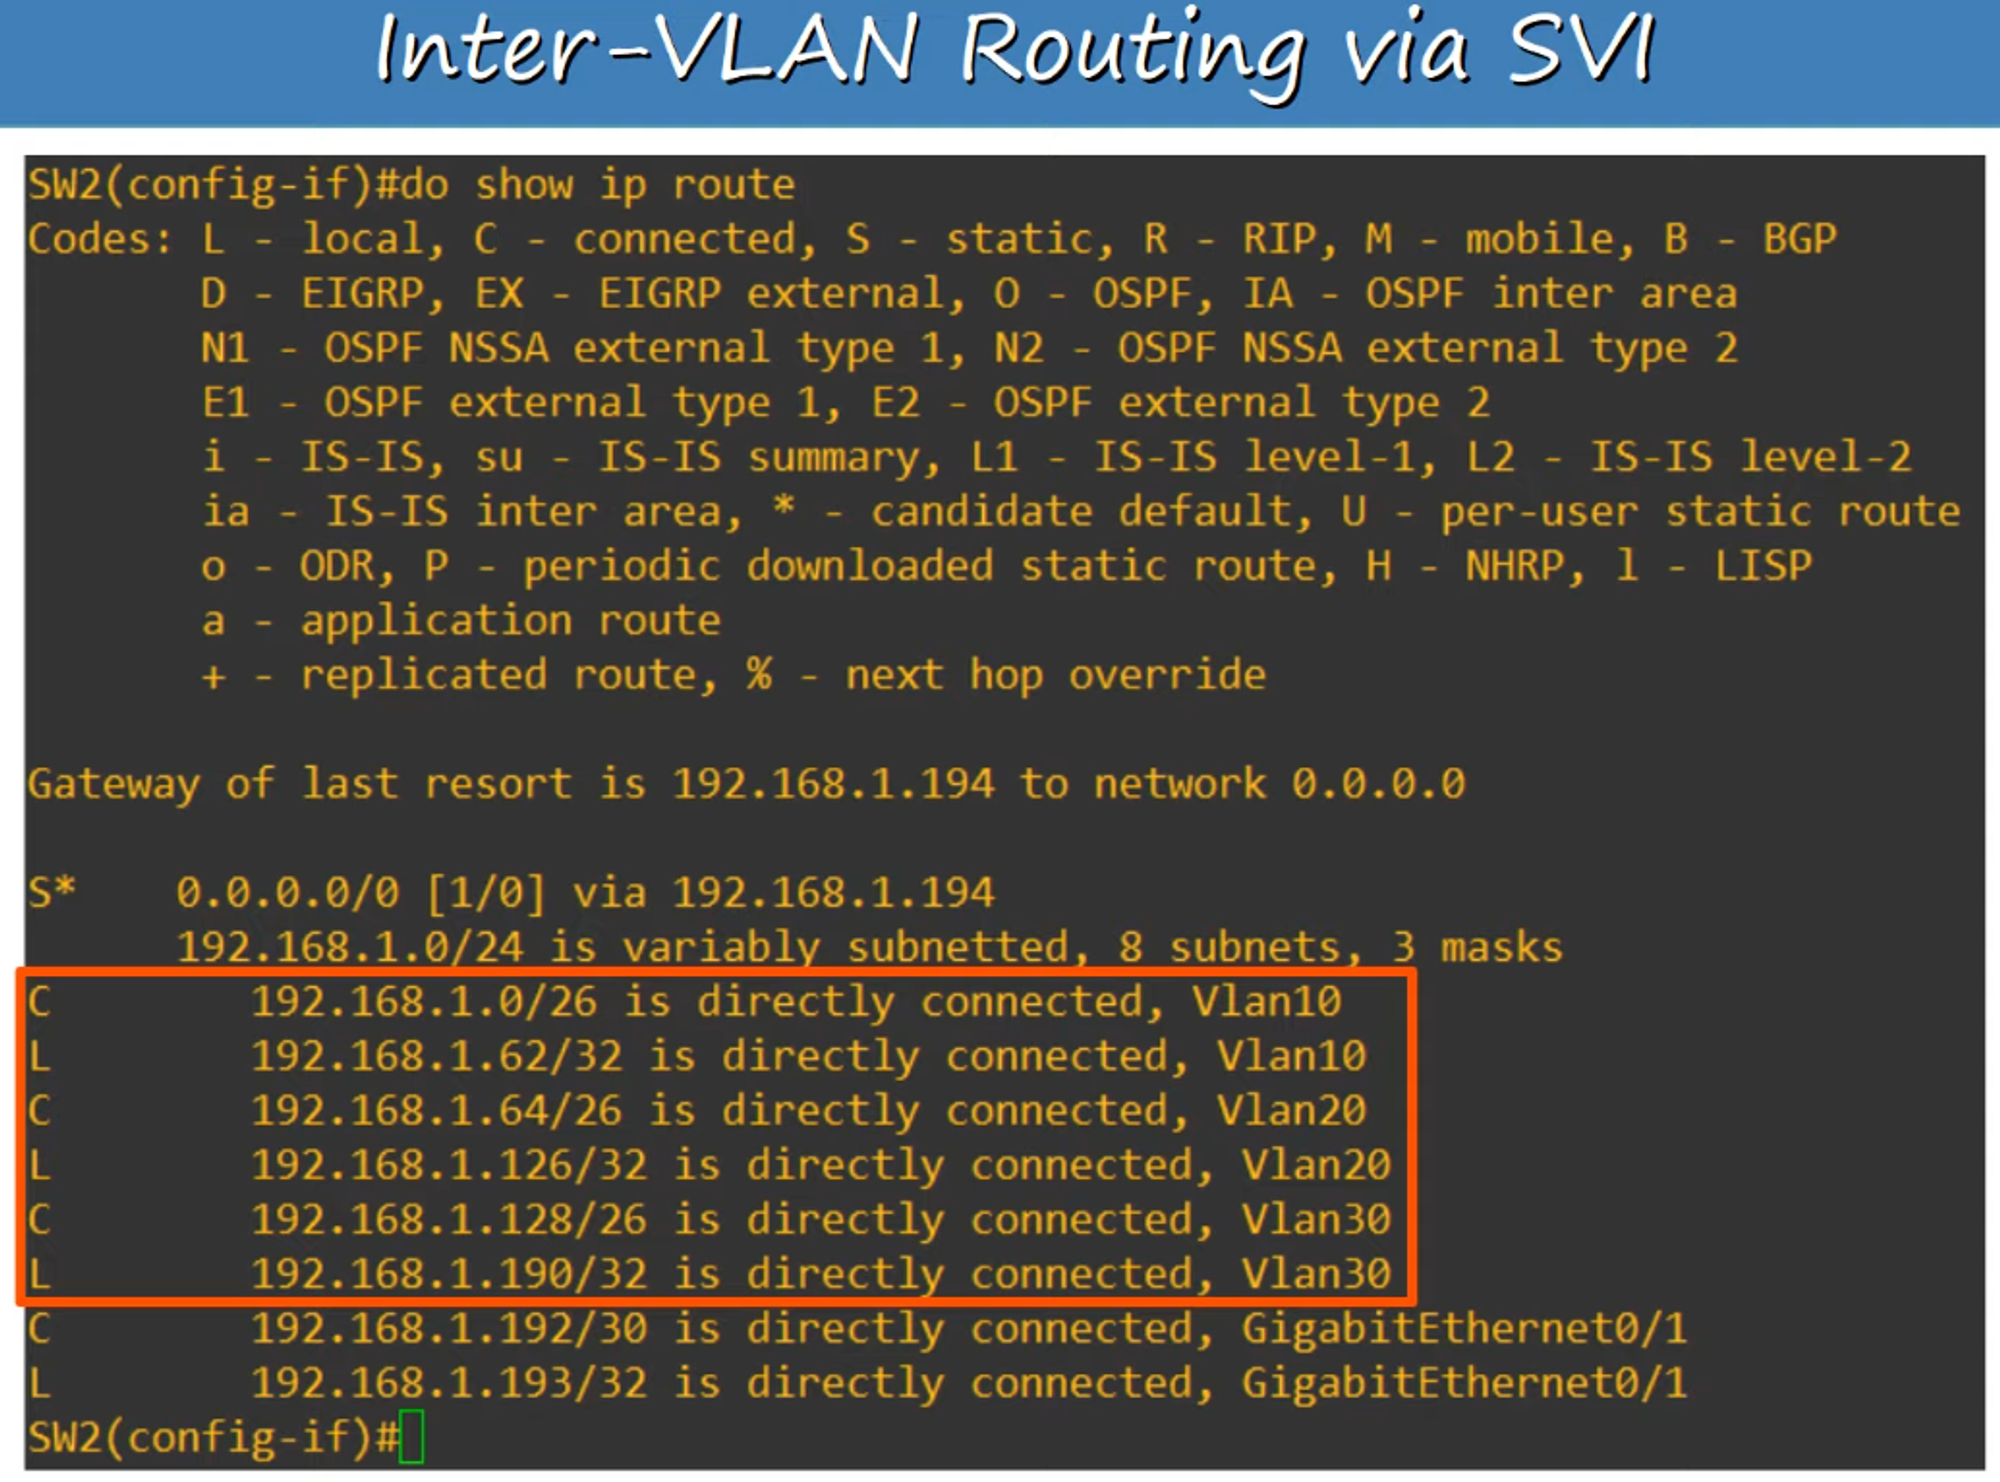 Inter-VLAN Routing via SVI
SW2(config-if)#do show ip route
Codes: L - local, C - connected, S - static, R - RIP, M - mobile, B - BGP
D - EIGRP, EX - EIGRP external, O - OSPF, IA - OSPF inter area
N1 - OSPF NSSA external type 1, N2 - OSPF NSSA external type 2
E1 - OSPF external type 1, E2 - OSPF external type 2
i - IS-IS, su - IS-IS summary, L1 - IS-IS level-1, L2 - IS-IS level-2
ia - IS-IS inter area, * - candidate default, U - per-user static route
o - ODR, P - periodic downloaded static route, H - NHRP, l - LISP
a - application route
+ - replicated route, % - next hop override
Gateway of last resort is 192.168.1.194 to network 0.0.0.0
S* 0.0.0.0/0 [1/0] via 192.168.1.194
192.168.1.0/24 is variably subnetted, 8 subnets, 3 masks
C 192.168.1.0/26 is directly connected, Vlan10
L 192.168.1.62/32 is directly connected, Vlan10
C 192.168.1.64/26 is directly connected, Vlan20
L 192.168.1.126/32 is directly connected, Vlan20
C 192.168.1.128/26 is directly connected, Vlan30
L 192.168.1.190/32 is directly connected, Vlan30
C 192.168.1.192/30 is directly connected, GigabitEthernet0/1
L 192.168.1.193/32 is directly connected, GigabitEthernet0/1
SW2(config-if)#